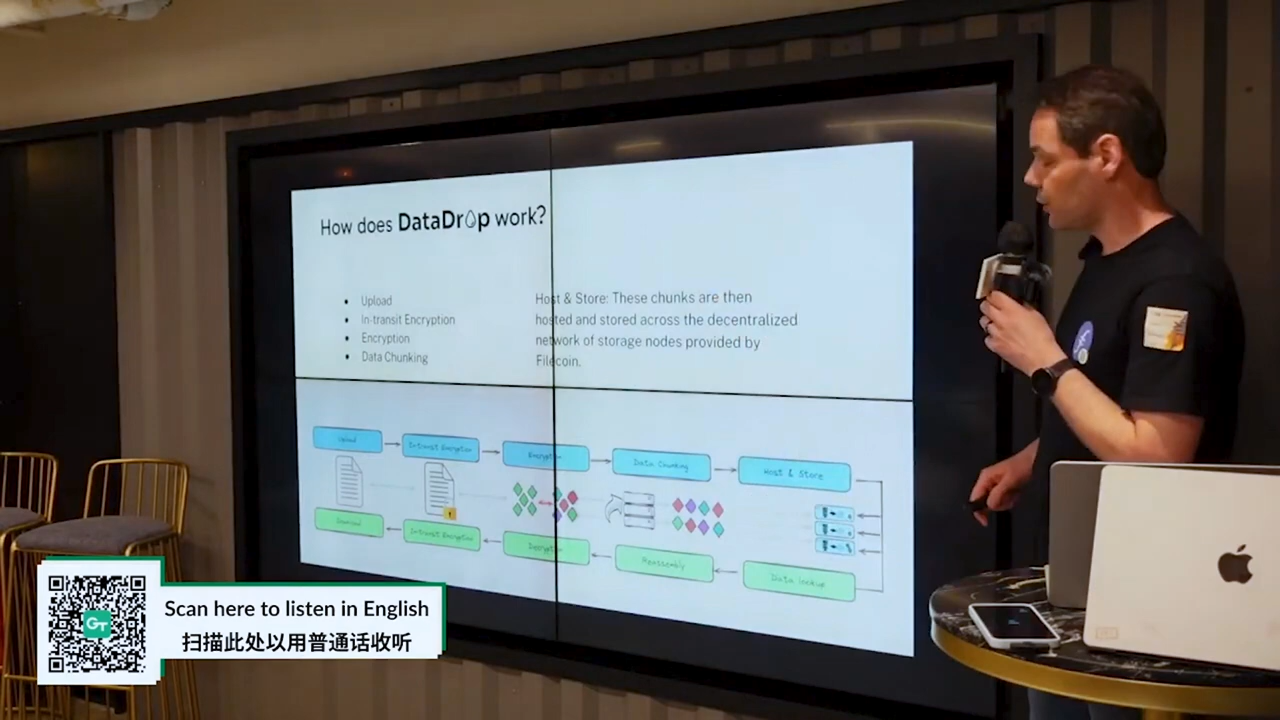 How does DataDrop work?
• Upload
• In-transit Encryption
• Encryption
• Data Chunking
Host & Store: These chunks are then
hosted and stored across the decentralized
network of storage nodes provided by
Filecoin.
Upload
In-transit Encryption
Encryption
Data Chunking
Host & Store
Download
In-transit Encryption
Decryption
Reassembly
Data lookup
GT
Scan here to listen in English
扫描此处以用普通话收听